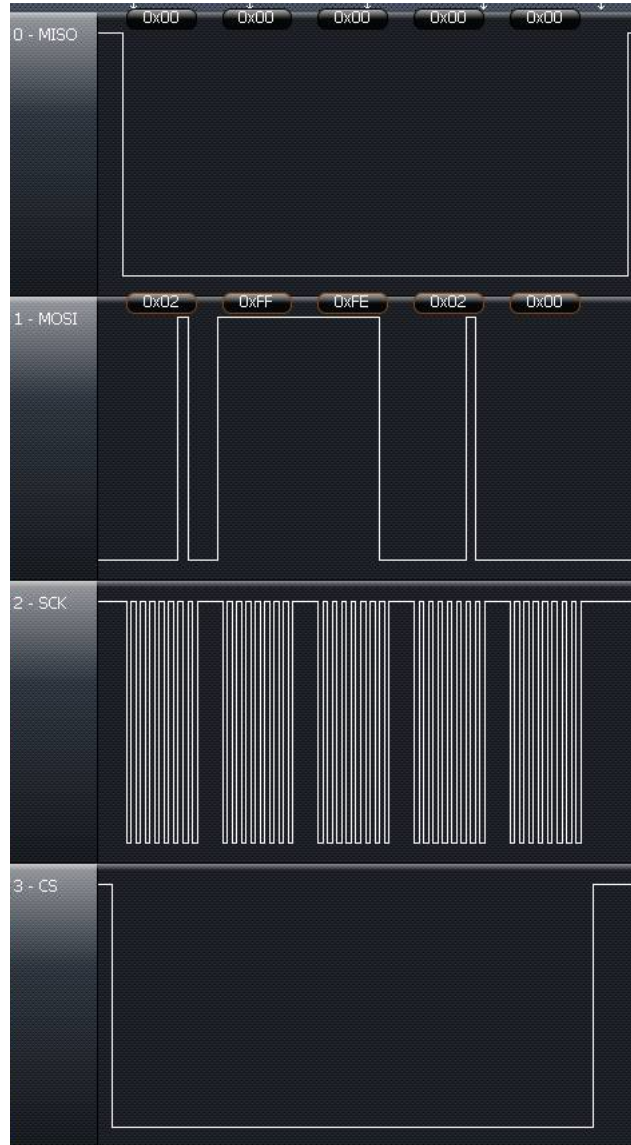 0x00 0x00 0x00 0x00 0x00
0 - MISO
0x02 0xFF 0xFE 0x02 0x00
1 - MOSI
2 - SCK
3 - CS